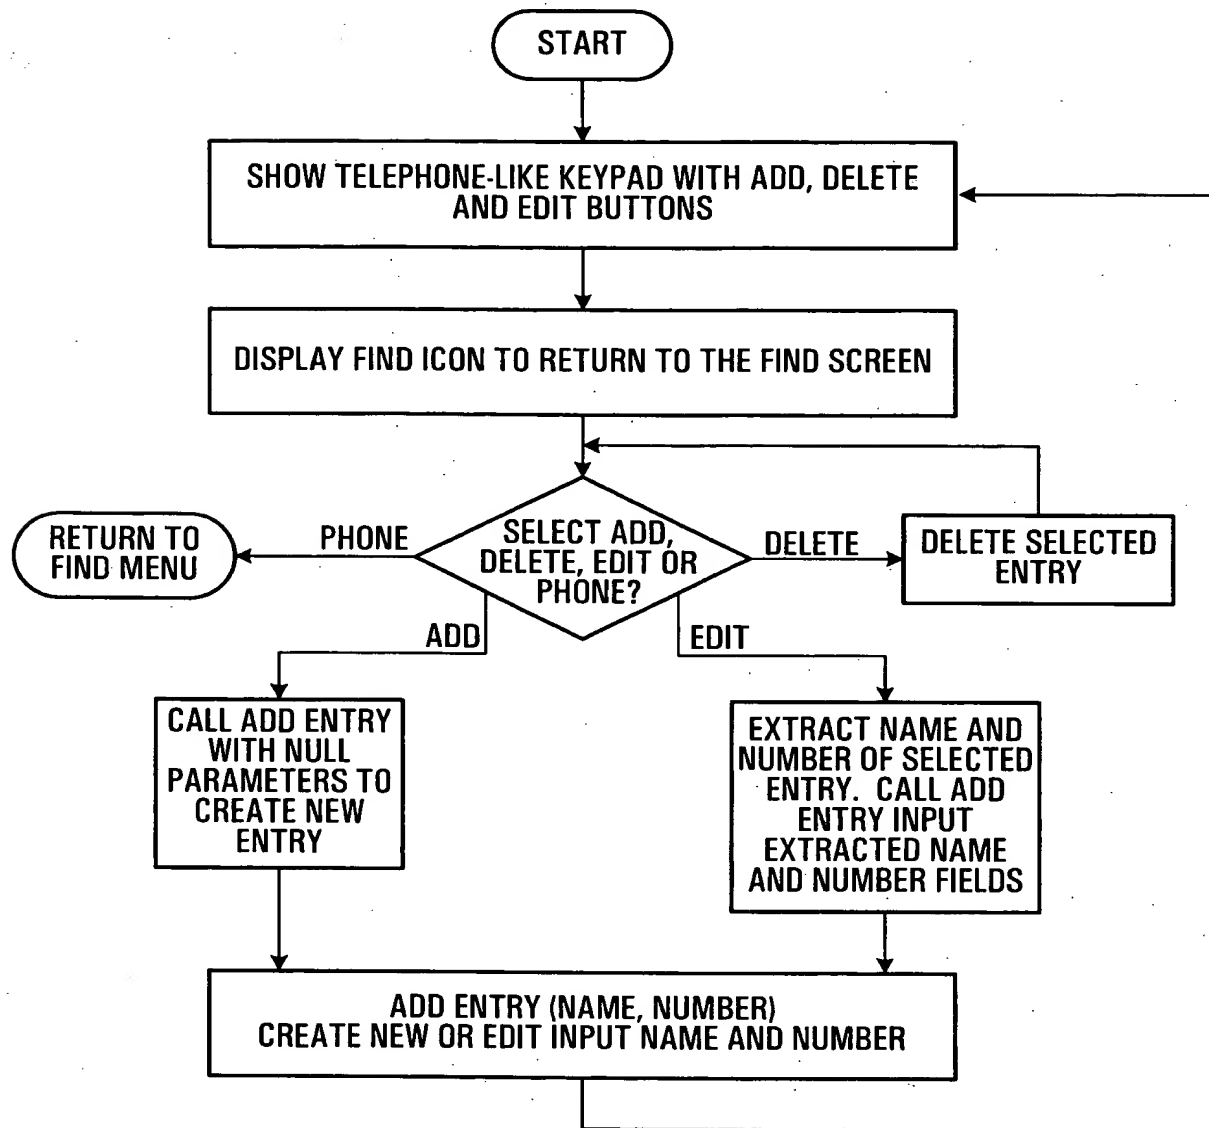 START
SHOW TELEPHONE-LIKE KEYPAD WITH ADD, DELETE
AND EDIT BUTTONS
DISPLAY FIND ICON TO RETURN TO THE FIND SCREEN
RETURN TO
FIND MENU
PHONE
SELECT ADD,
DELETE, EDIT OR
PHONE?
DELETE
DELETE SELECTED
ENTRY
ADD
EDIT
CALL ADD ENTRY
WITH NULL
PARAMETERS TO
CREATE NEW
ENTRY
EXTRACT NAME AND
NUMBER OF SELECTED
ENTRY. CALL ADD
ENTRY INPUT
EXTRACTED NAME
AND NUMBER FIELDS
ADD ENTRY (NAME, NUMBER)
CREATE NEW OR EDIT INPUT NAME AND NUMBER